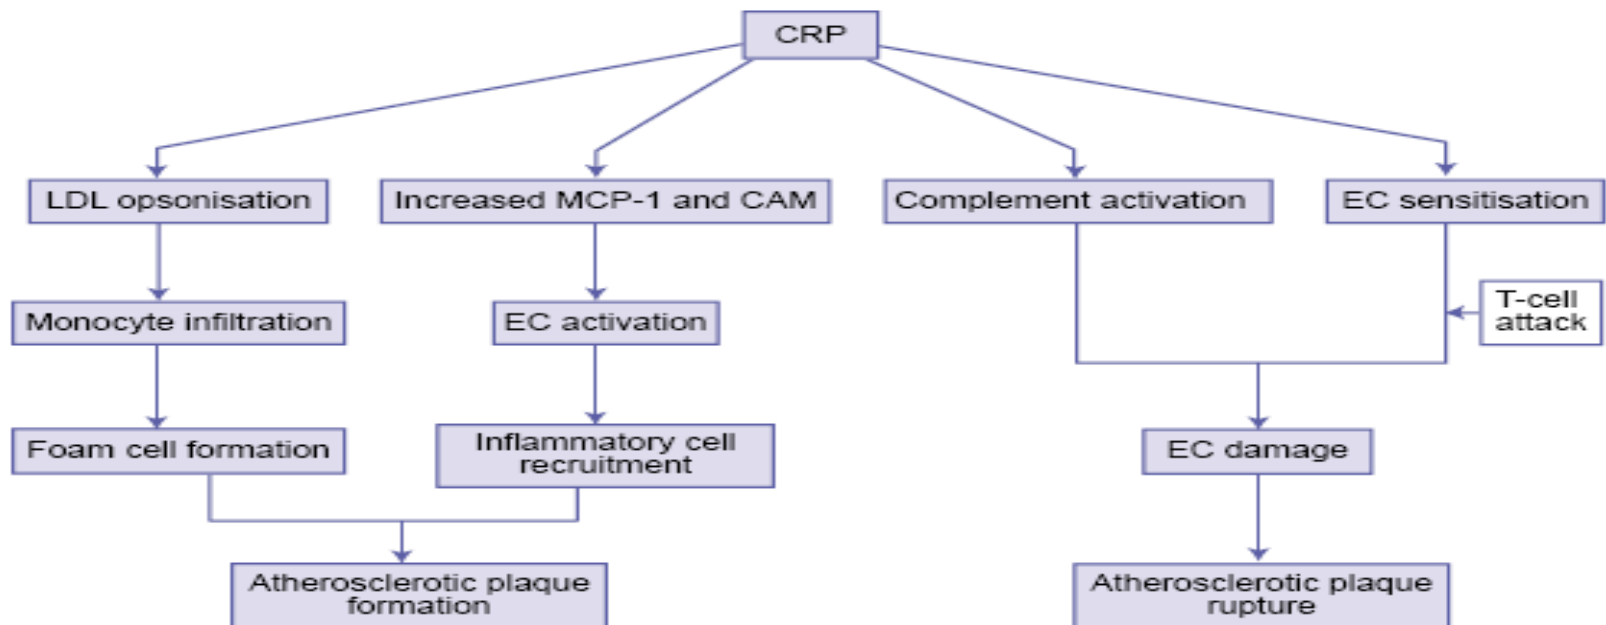 CRP
LDL opsonisation
Increased MCP-1 and CAM
Complement activation
EC sensitisation
Monocyte infiltration
EC activation
T-cell
attack
Foam cell formation
Inflammatory cell
recruitment
EC damage
Atherosclerotic plaque
formation
Atherosclerotic plaque
rupture